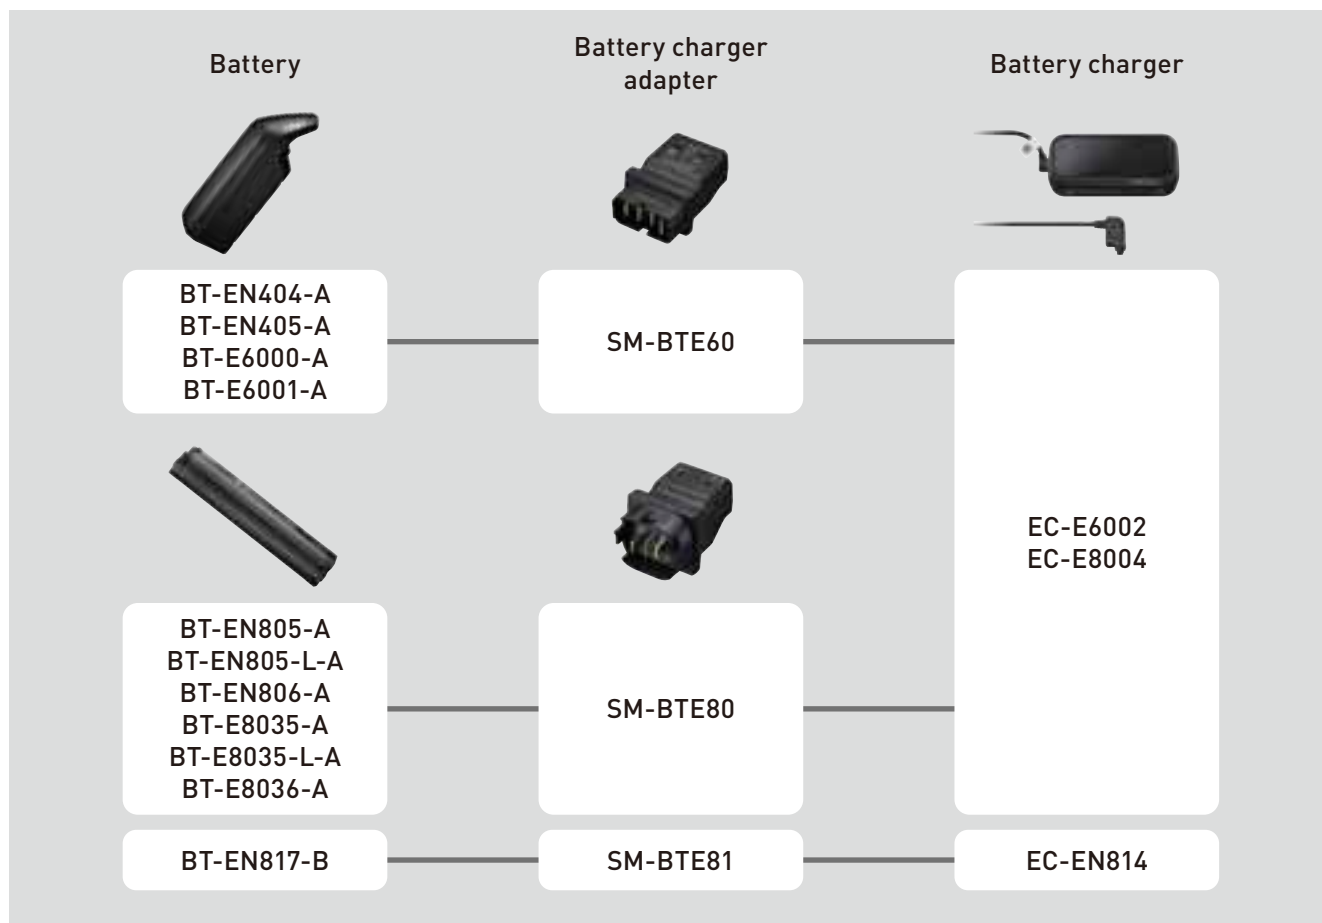 Battery
Battery charger
adapter
Battery charger
BT-EN404-A
BT-EN405-A
BT-E6000-A
BT-E6001-A
SM-BTE60
EC-E6002
EC-E8004
BT-EN805-A
BT-EN805-L-A
BT-EN806-A
BT-E8035-A
BT-E8035-L-A
BT-E8036-A
SM-BTE80
BT-EN817-B
SM-BTE81
EC-EN814